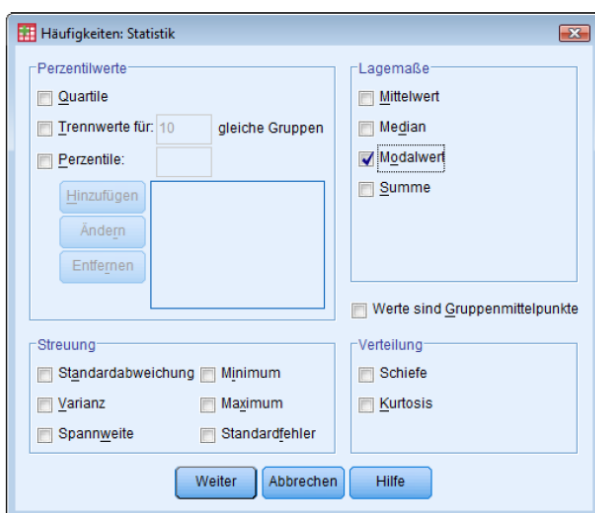 Häufigkeiten: Statistik
Perzentilwerte
Quartile
Trennwerte für: 10 gleiche Gruppen
Perzentile:
Hinzufügen
Ändern
Entfernen
Lagemaße
Mittelwert
Median
Modalwert
Summe
Werte sind Gruppenmittelpunkte
Streuung
Standardabweichung Minimum
Varianz Maximum
Spannweite Standardfehler
Verteilung
Schiefe
Kurtosis
Weiter Abbrechen Hilfe